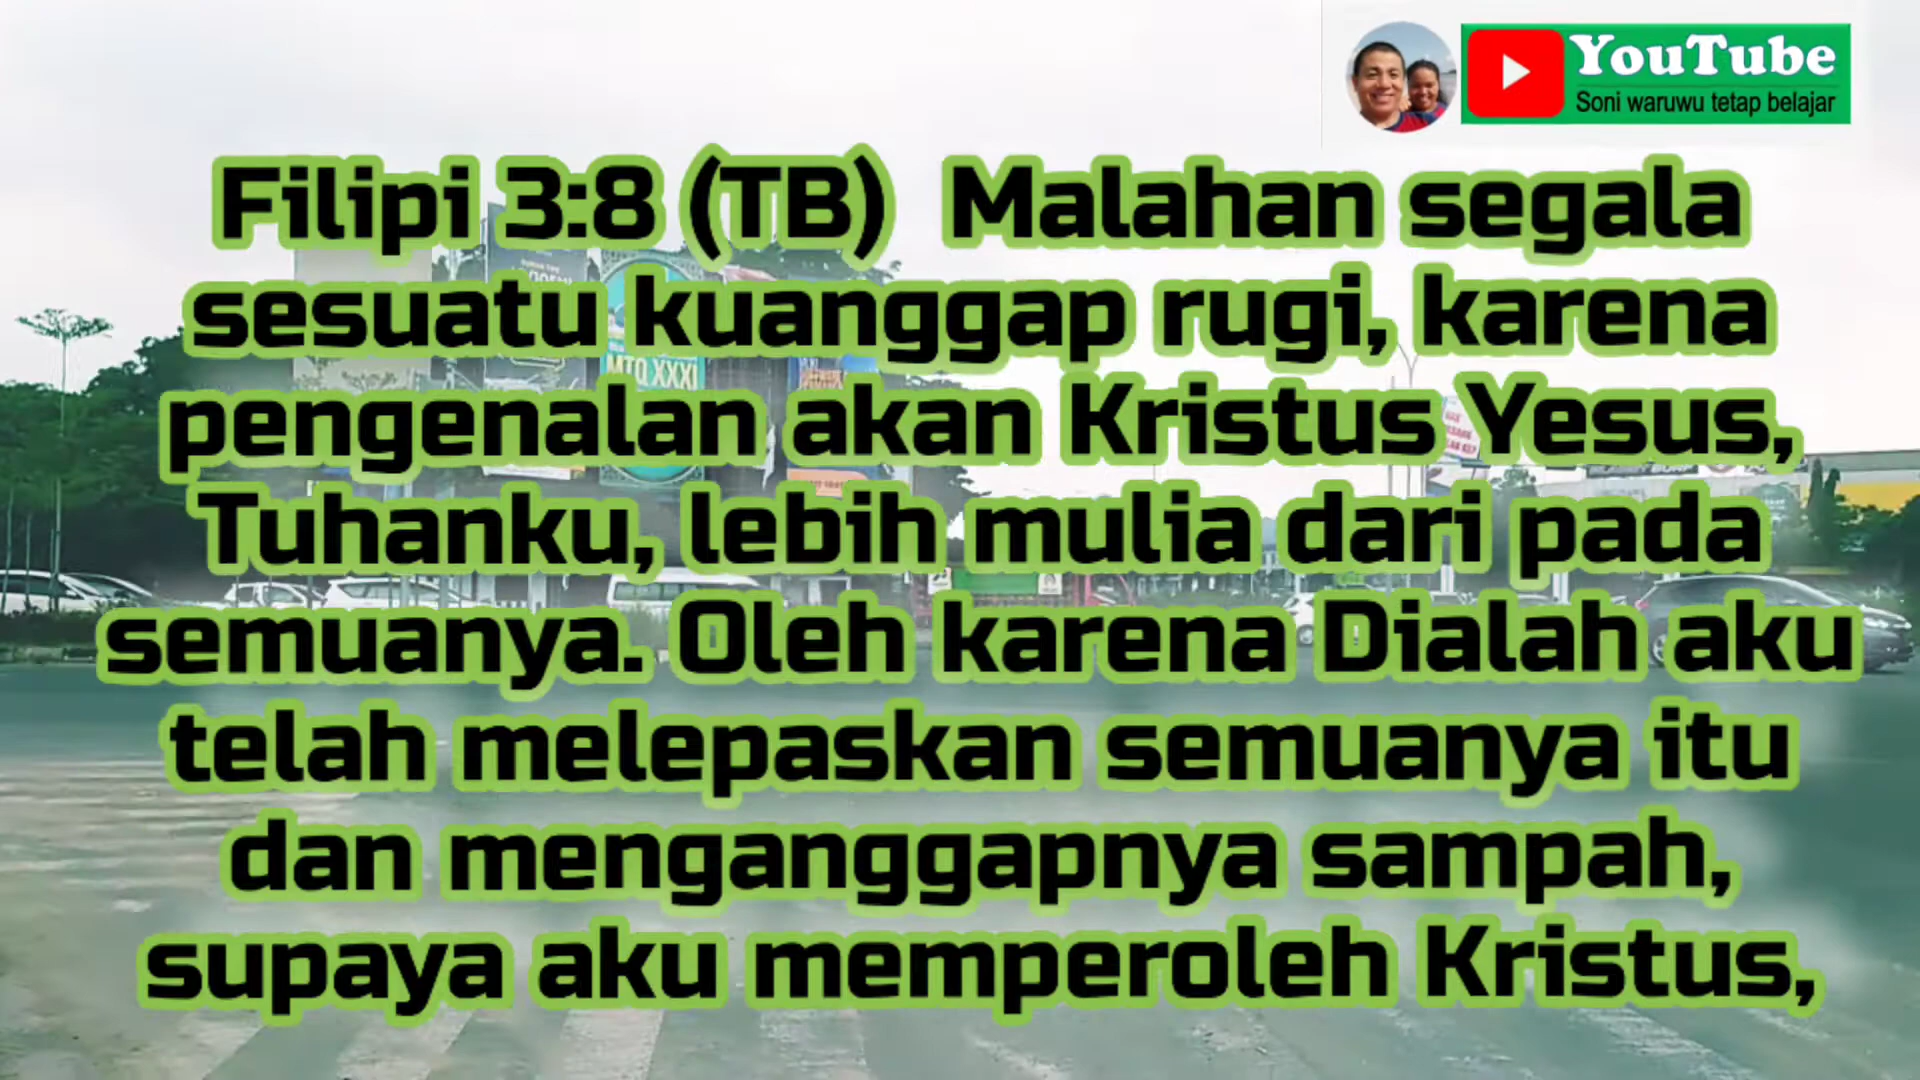 YouTube
Soni waruwu tetap belajar
Filipi 3:8 (TB) Malahan segala
sesuatu kuanggap rugi, karena
pengenalan akan Kristus Yesus,
Tuhanku, lebih mulia dari pada
semuanya. Oleh karena Dialah aku
telah melepaskan semuanya itu
dan menganggapnya sampah,
supaya aku memperoleh Kristus,
MTQ XXXI